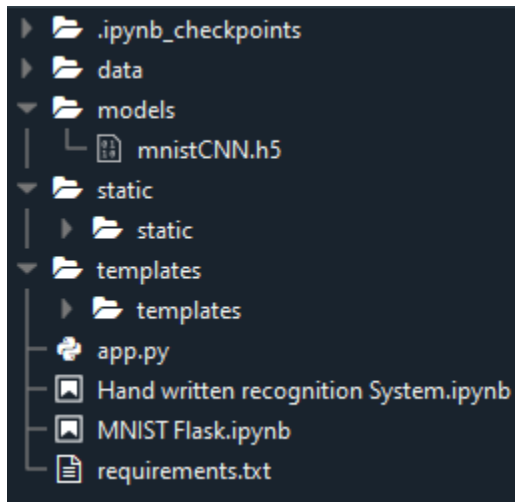 .ipynb_checkpoints
data
models
mnistCNN.h5
static
static
templates
templates
app.py
Hand written recognition System.ipynb
MNIST Flask.ipynb
requirements.txt